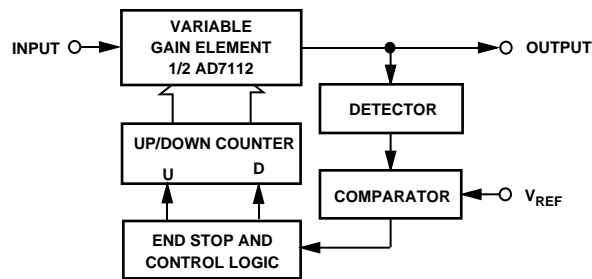 VARIABLE
GAIN ELEMENT
1/2 AD7112
INPUT
OUTPUT
DETECTOR
UP/DOWN COUNTER
U D
COMPARATOR
VREF
END STOP AND
CONTROL LOGIC